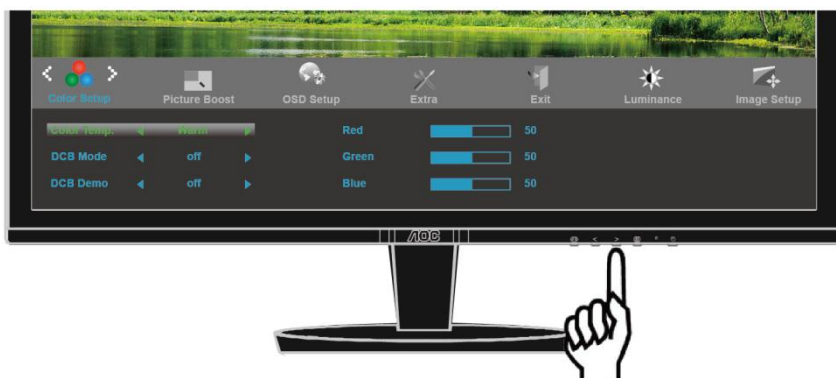 Color Setup Picture Boost OSD Setup Extra Exit Luminance Image Setup
Color Temp. Warm Red 50
DCB Mode off Green 50
DCB Demo off Blue 50
AOC
< >